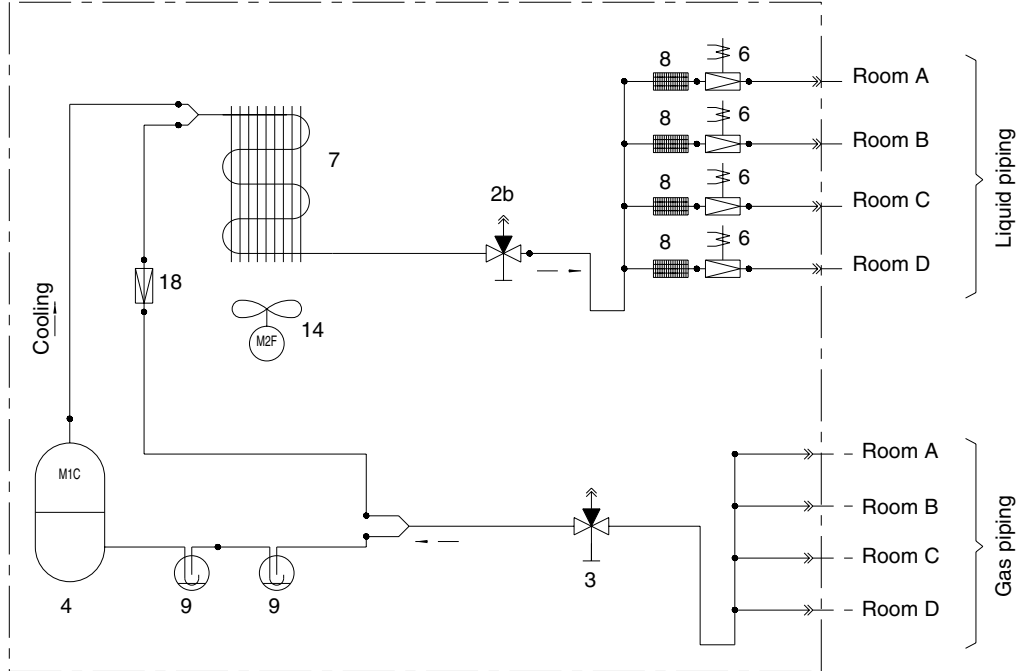 8
6
Room A
8
6
Room B
7
2b
8
6
Room C
Liquid piping
8
6
Room D
18
Cooling
14
M2F
Room A
M1C
Room B
Room C
Gas piping
3
4
9
9
Room D